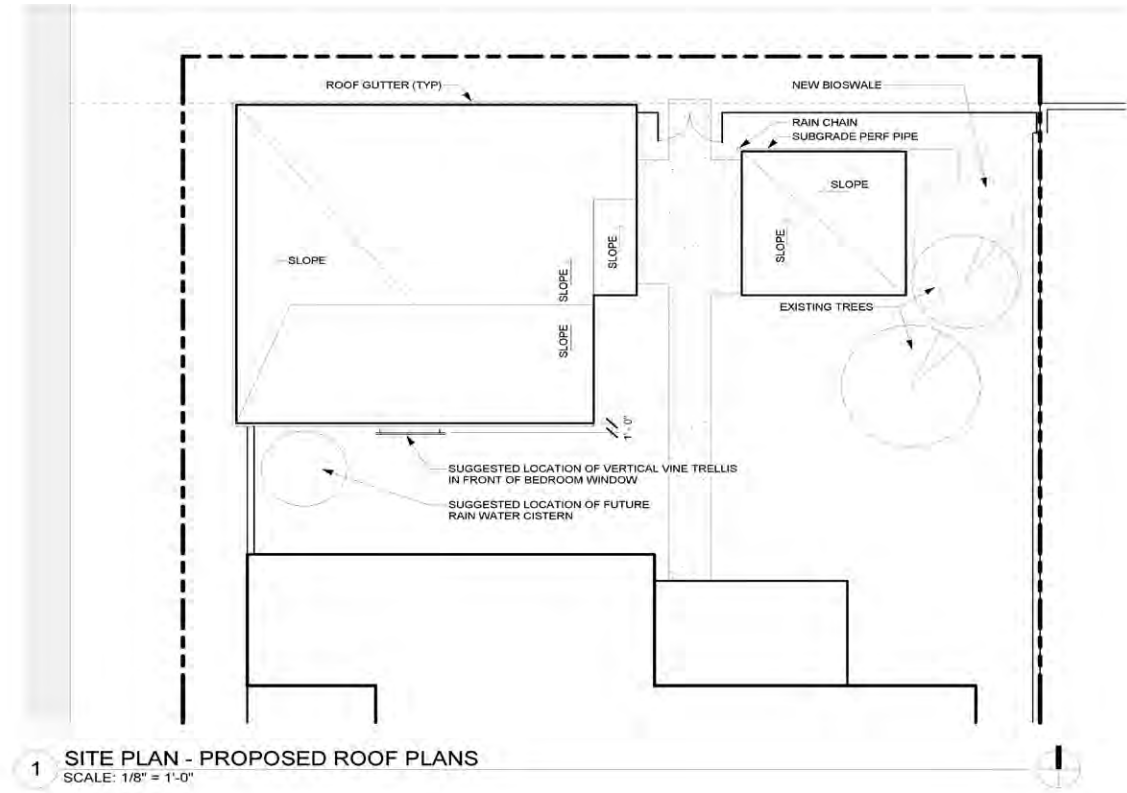 ROOF GUTTER (TYP)
NEW BIOSWALE
RAIN CHAIN
SUBGRADE PERF PIPE
SLOPE
SLOPE
SLOPE
SLOPE
SLOPE
SLOPE
EXISTING TREES
1'-0"
SUGGESTED LOCATION OF VERTICAL VINE TRELLIS
IN FRONT OF BEDROOM WINDOW
SUGGESTED LOCATION OF FUTURE
RAIN WATER CISTERN
1 SITE PLAN - PROPOSED ROOF PLANS
SCALE: 1/8" = 1'-0"